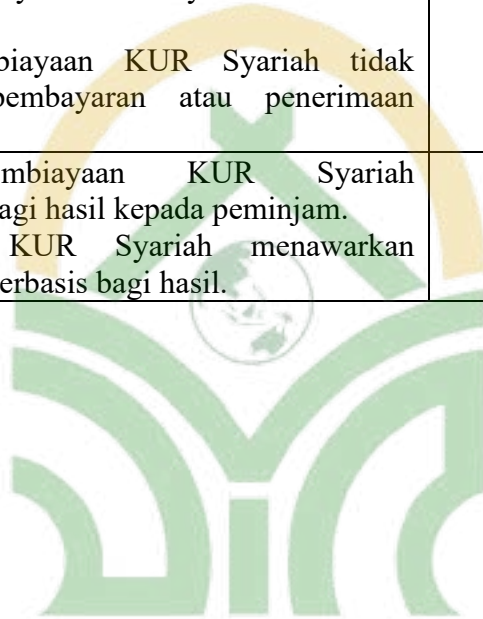 biayaan KUR Syariah tidak
pembayaran atau penerimaan
mbiayaan KUR Syariah
agi hasil kepada peminjam.
KUR Syariah menawarkan
erbasis bagi hasil.